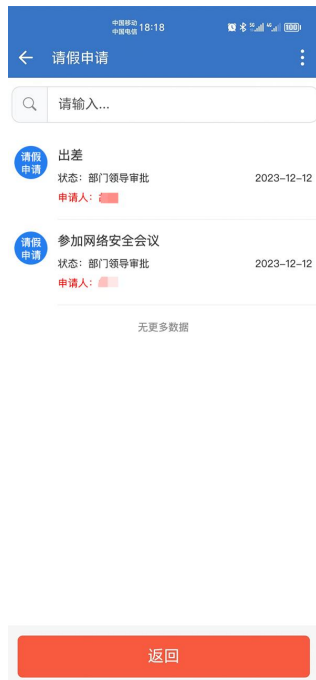 中国移动
中国电信 18:18
5G 4G 100
请假申请
请输入...
请假
申请
出差
状态：部门领导审批 2023-12-12
申请人：
请假
申请
参加网络安全会议
状态：部门领导审批 2023-12-12
申请人：
无更多数据
返回